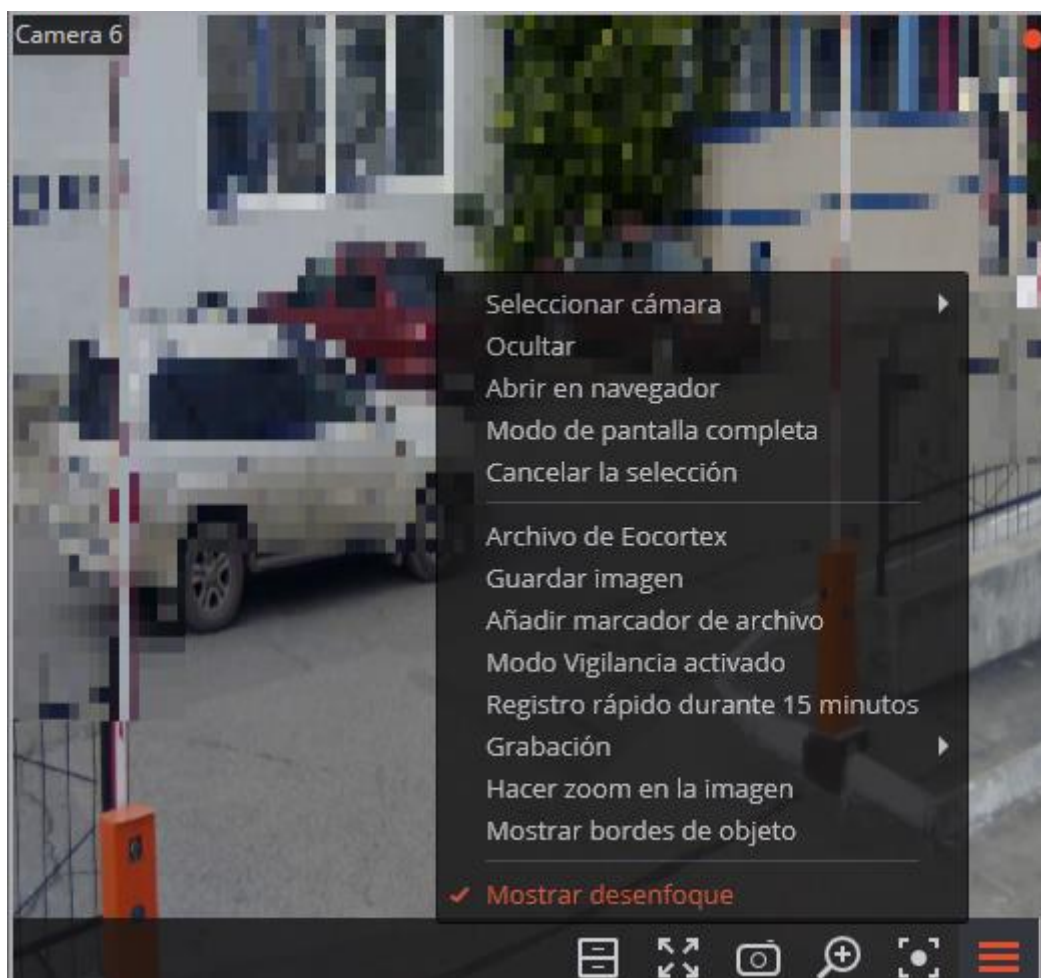 Camera 6
Seleccionar cámara
Ocultar
Abrir en navegador
Modo de pantalla completa
Cancelar la selección
Archivo de Eocortex
Guardar imagen
Añadir marcador de archivo
Modo Vigilancia activado
Registro rápido durante 15 minutos
Grabación
Hacer zoom en la imagen
Mostrar bordes de objeto
Mostrar desenfoque